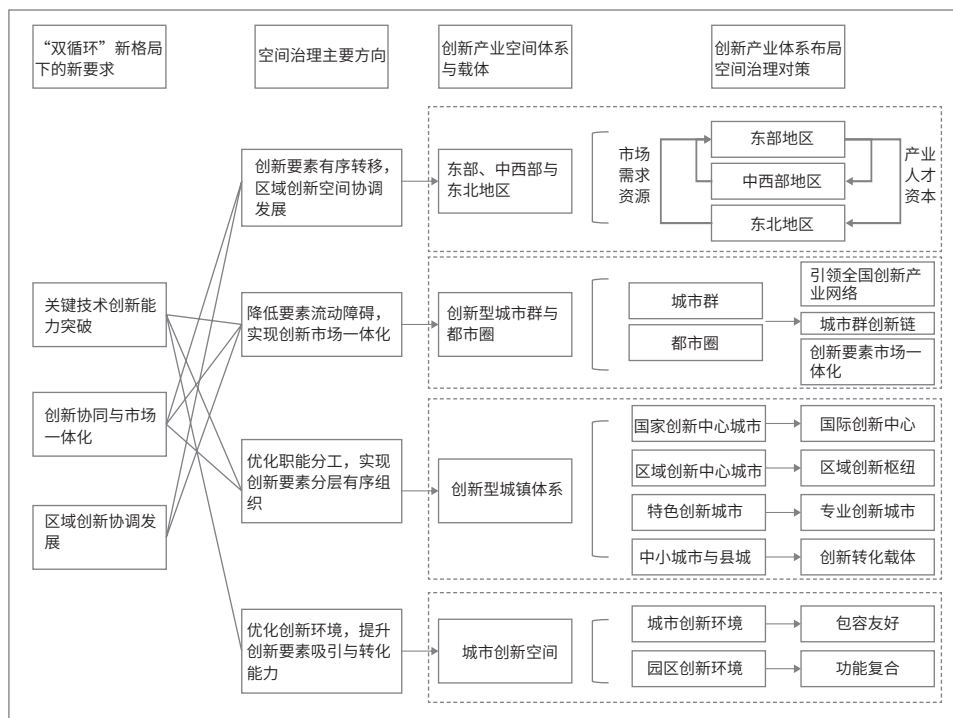 “双循环”新格局
下的新要求
空间治理主要方向
创新产业空间体系
与载体
创新产业体系布局
空间治理对策
关键技术创新能
力突破
创新协同与市场
一体化
区域创新协调发
展
创新要素有序转移，
区域创新空间协调
发展
东部、中西部与
东北地区
市场
需求
资源
东部地区
中西部地区
东北地区
产业
人才
资本
降低要素流动障碍，
实现创新市场一体化
创新型城市群与
都市圈
城市群
都市圈
引领全国创新产
业网络
城市群创新链
创新要素市场一
体化
优化职能分工，实现
创新要素分层有序组
织
创新型城镇体系
国家创新中心城市
国际创新中心
区域创新中心城市
区域创新枢纽
特色创新城市
专业创新城市
中小城市与县城
创新转化载体
优化创新环境，提升
创新要素吸引与转化
能力
城市创新空间
城市创新环境
包容友好
园区创新环境
功能复合